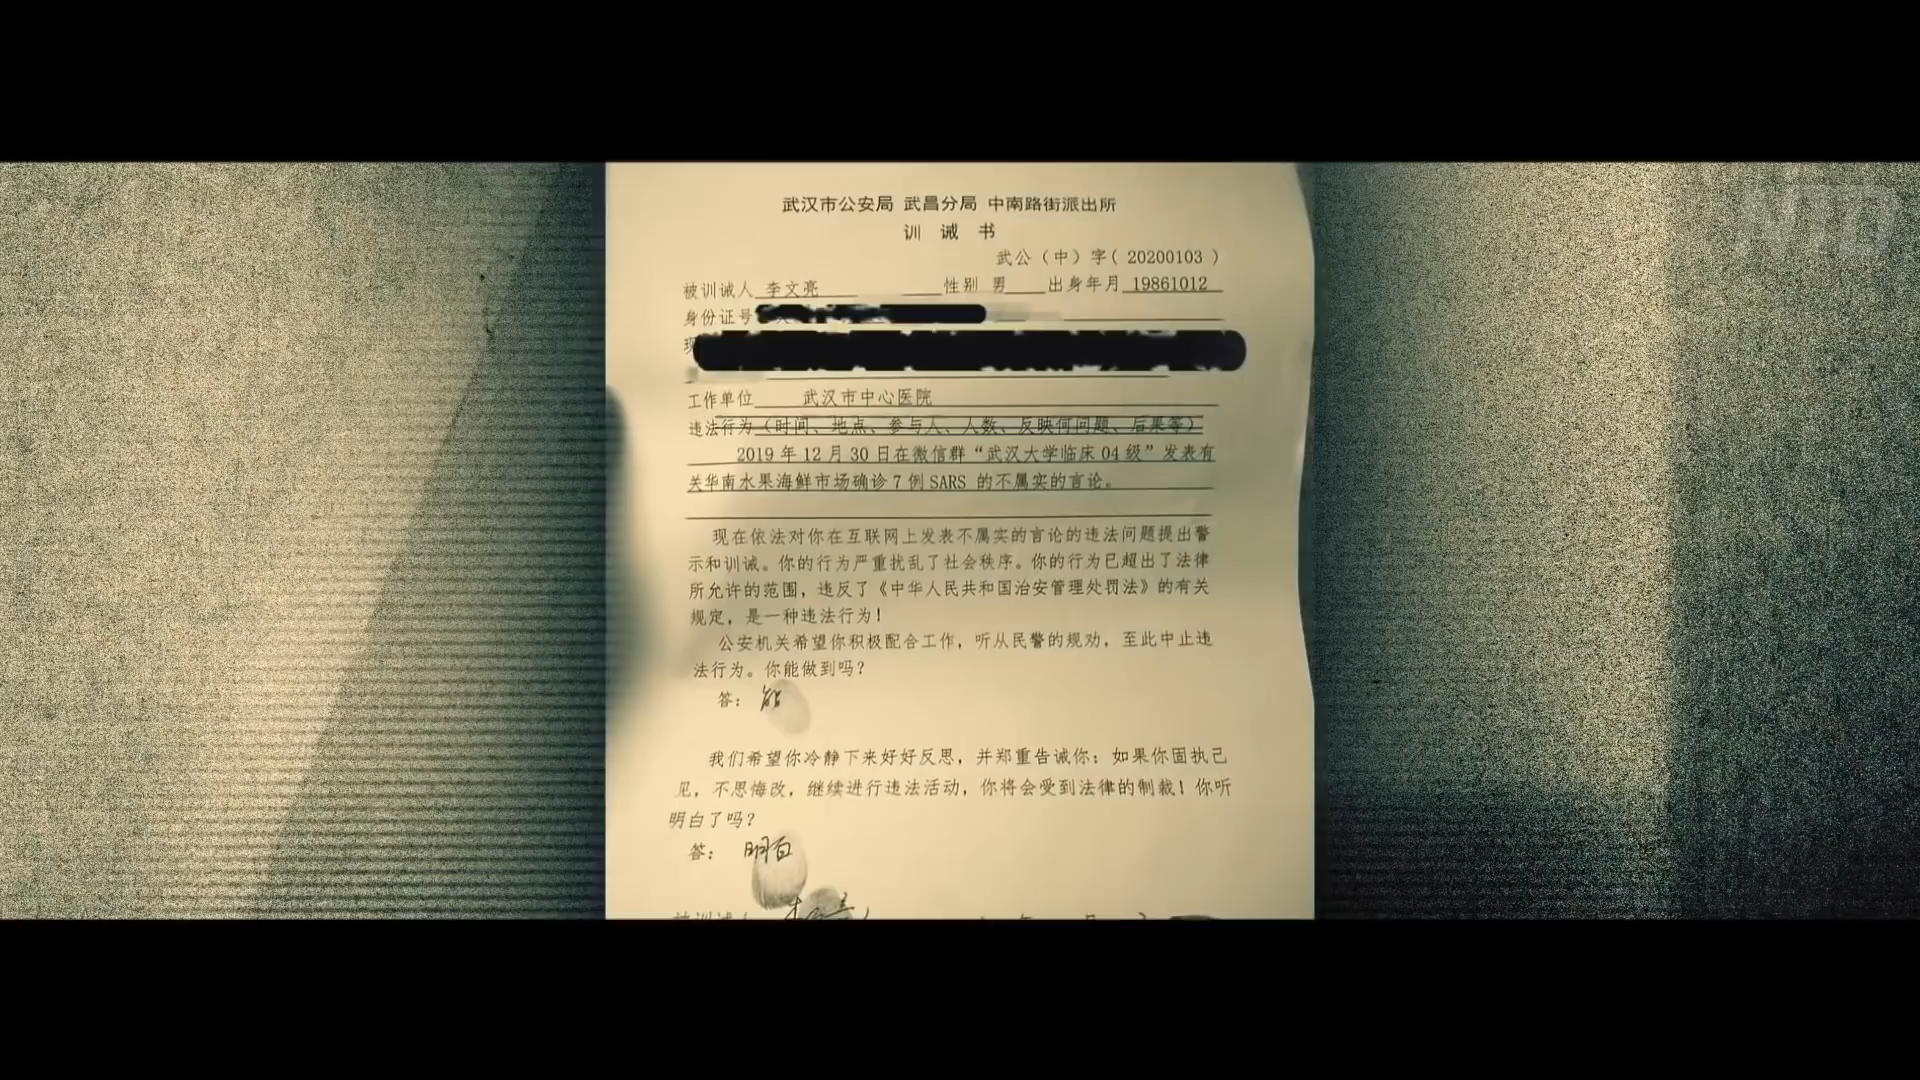 NTD
武汉市公安局 武昌分局 中南路街派出所
训 诫 书
武公（中）字( 20200103 )
被训诫人 李文亮 性别 男 出身年月 19861012
身份证号
现
工作单位 武汉市中心医院
违法行为（时间、地点、参与人、人数、反映何问题、后果等）
2019 年 12 月 30 日在微信群“武汉大学临床 04 级”发表有
关华南水果海鲜市场确诊 7 例 SARS 的不属实的言论。
现在依法对你在互联网上发表不属实的言论的违法问题提出警
示和训诫。你的行为严重扰乱了社会秩序。你的行为已超出了法律
所允许的范围，违反了《中华人民共和国治安管理处罚法》的有关
规定，是一种违法行为！
公安机关希望你积极配合工作，听从民警的规劝，至此中止违
法行为。你能做到吗？
答： 能
我们希望你冷静下来好好反思，并郑重告诫你：如果你固执己
见，不思悔改，继续进行违法活动，你将会受到法律的制裁！你听
明白了吗？
答： 明白
被训诫人